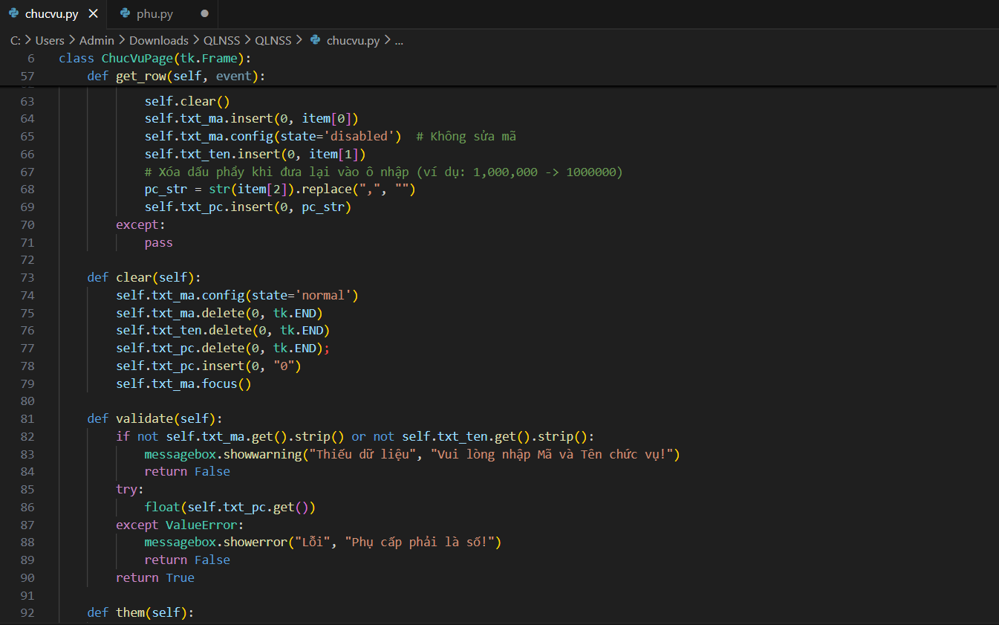 chucvu.py
phu.py
C: > Users > Admin > Downloads > QLNSS > QLNSS > chucvu.py > ...
6 class ChucVuPage(tk.Frame):
57     def get_row(self, event):
63             self.clear()
64             self.txt_ma.insert(0, item[0])
65             self.txt_ma.config(state='disabled')  # Không sửa mã
66             self.txt_ten.insert(0, item[1])
67             # Xóa dấu phẩy khi đưa lại vào ô nhập (ví dụ: 1,000,000 -> 1000000)
68             pc_str = str(item[2]).replace(",", "")
69             self.txt_pc.insert(0, pc_str)
70         except:
71             pass
72
73     def clear(self):
74         self.txt_ma.config(state='normal')
75         self.txt_ma.delete(0, tk.END)
76         self.txt_ten.delete(0, tk.END)
77         self.txt_pc.delete(0, tk.END);
78         self.txt_pc.insert(0, "0")
79         self.txt_ma.focus()
80
81     def validate(self):
82         if not self.txt_ma.get().strip() or not self.txt_ten.get().strip():
83             messagebox.showwarning("Thiếu dữ liệu", "Vui lòng nhập Mã và Tên chức vụ!")
84             return False
85         try:
86             float(self.txt_pc.get())
87         except ValueError:
88             messagebox.showerror("Lỗi", "Phụ cấp phải là số!")
89             return False
90         return True
91
92     def them(self):